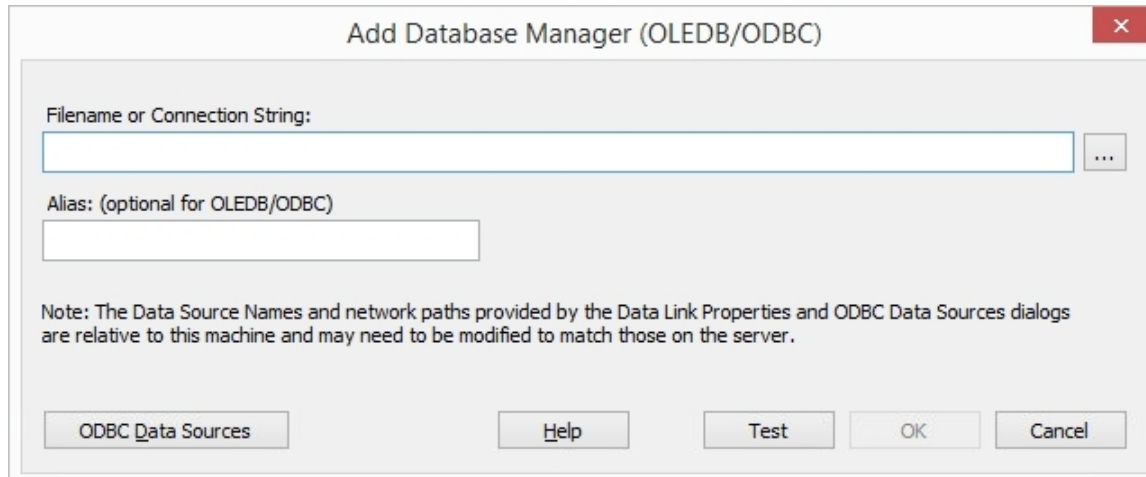 Add Database Manager (OLEDB/ODBC)
Filename or Connection String:
...
Alias: (optional for OLEDB/ODBC)
Note: The Data Source Names and network paths provided by the Data Link Properties and ODBC Data Sources dialogs
are relative to this machine and may need to be modified to match those on the server.
ODBC Data Sources Help Test OK Cancel